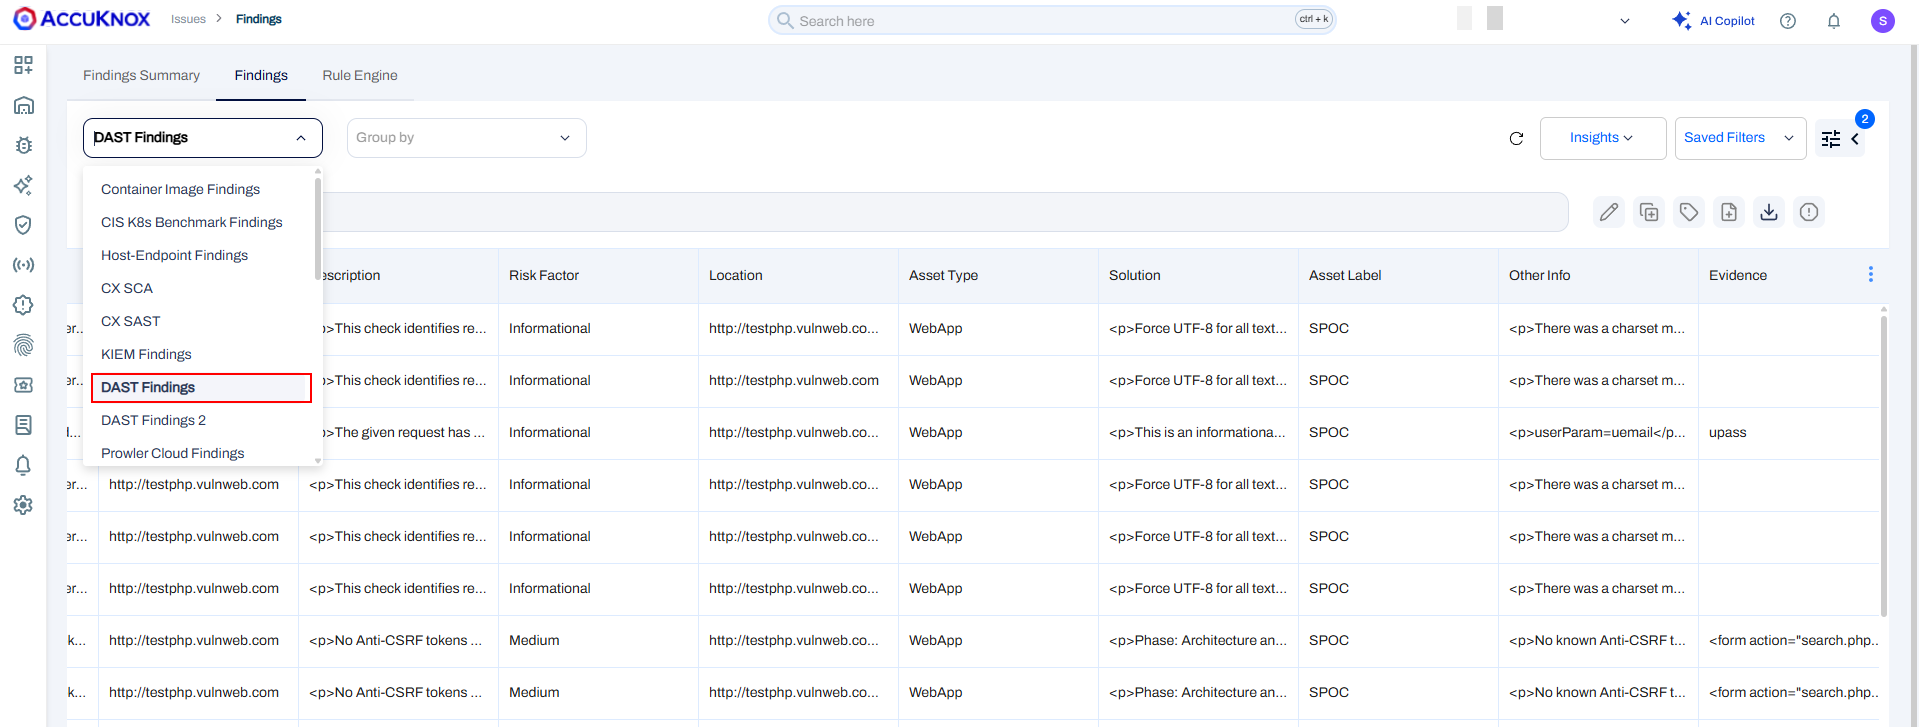 ACCUKNOX
Issues > Findings
Search here
ctrl + k
AI Copilot
S
Findings Summary
Findings
Rule Engine
DAST Findings
Group by
Insights
Saved Filters
2
Container Image Findings
CIS K8s Benchmark Findings
Host-Endpoint Findings
CX SCA
CX SAST
KIEM Findings
DAST Findings
DAST Findings 2
Prowler Cloud Findings
escription Risk Factor Location Asset Type Solution Asset Label Other Info Evidence
er... p>This check identifies re... Informational http://testphp.vulnweb.co... WebApp <p>Force UTF-8 for all text... SPOC <p>There was a charset m...
er... p>This check identifies re... Informational http://testphp.vulnweb.com WebApp <p>Force UTF-8 for all text... SPOC <p>There was a charset m...
d... p>The given request has ... Informational http://testphp.vulnweb.co... WebApp <p>This is an informationa... SPOC <p>userParam=uemail</p... upass
er... http://testphp.vulnweb.com <p>This check identifies re... Informational http://testphp.vulnweb.co... WebApp <p>Force UTF-8 for all text... SPOC <p>There was a charset m...
er... http://testphp.vulnweb.com <p>This check identifies re... Informational http://testphp.vulnweb.co... WebApp <p>Force UTF-8 for all text... SPOC <p>There was a charset m...
er... http://testphp.vulnweb.com <p>This check identifies re... Informational http://testphp.vulnweb.co... WebApp <p>Force UTF-8 for all text... SPOC <p>There was a charset m...
k... http://testphp.vulnweb.com <p>No Anti-CSRF tokens ... Medium http://testphp.vulnweb.co... WebApp <p>Phase: Architecture an... SPOC <p>No known Anti-CSRF t... <form action="search.php..
k... http://testphp.vulnweb.com <p>No Anti-CSRF tokens ... Medium http://testphp.vulnweb.co... WebApp <p>Phase: Architecture an... SPOC <p>No known Anti-CSRF t... <form action="search.php..